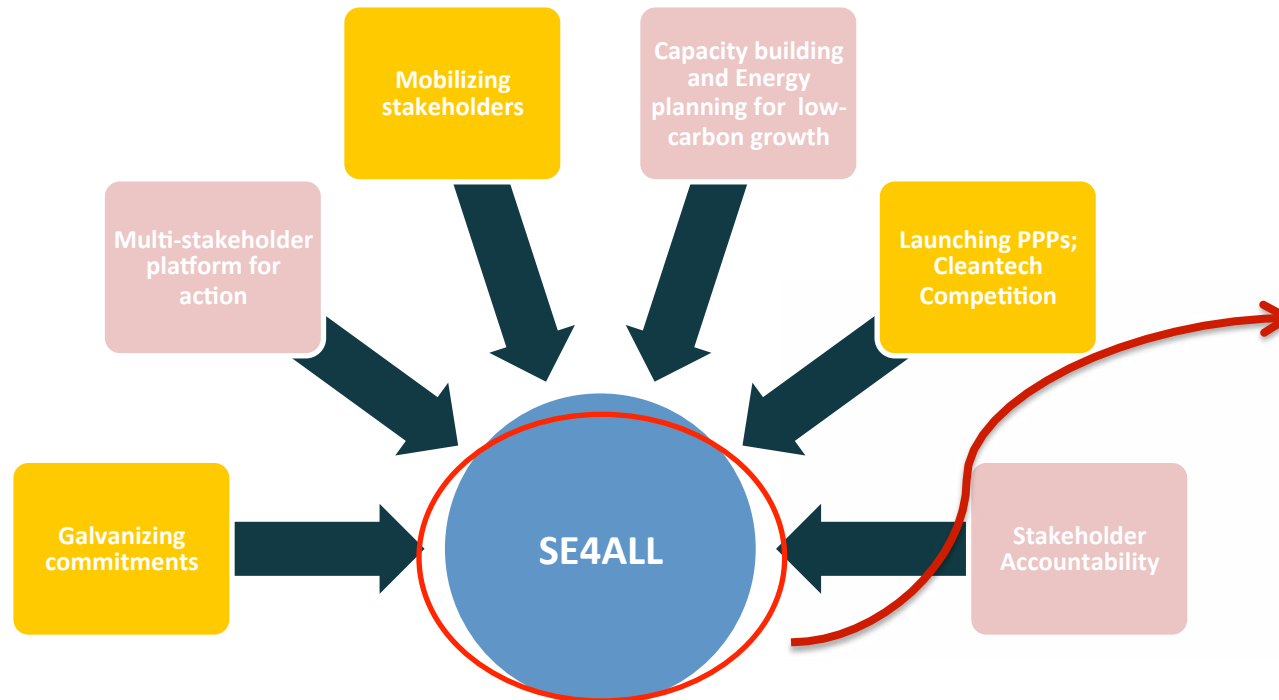 Mobilizing
stakeholders
Capacity building
and Energy
planning for low-
carbon growth
Multi-stakeholder
platform for
action
Launching PPPs;
Cleantech
Competition
Galvanizing
commitments
SE4ALL
Stakeholder
Accountability